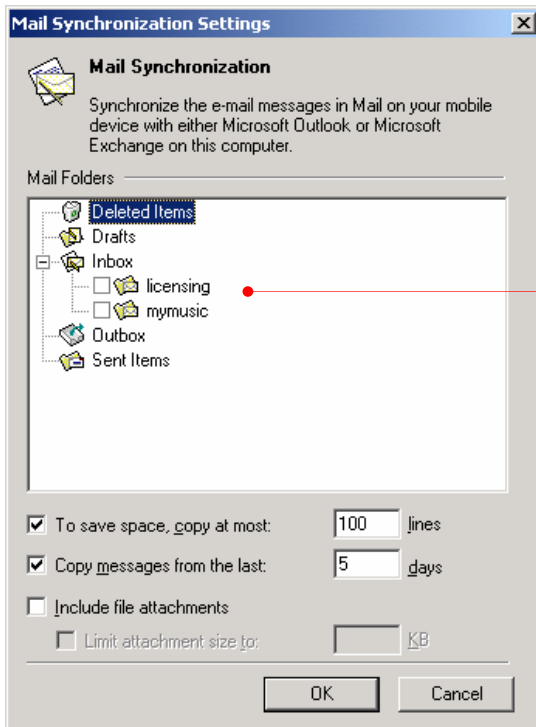 Mail Synchronization Settings
Mail Synchronization
Synchronize the e-mail messages in Mail on your mobile
device with either Microsoft Outlook or Microsoft
Exchange on this computer.
Mail Folders
Deleted Items
Drafts
Inbox
licensing
mymusic
Outbox
Sent Items
To save space, copy at most: 100 lines
Copy messages from the last: 5 days
Include file attachments
Limit attachment size to: KB
OK Cancel